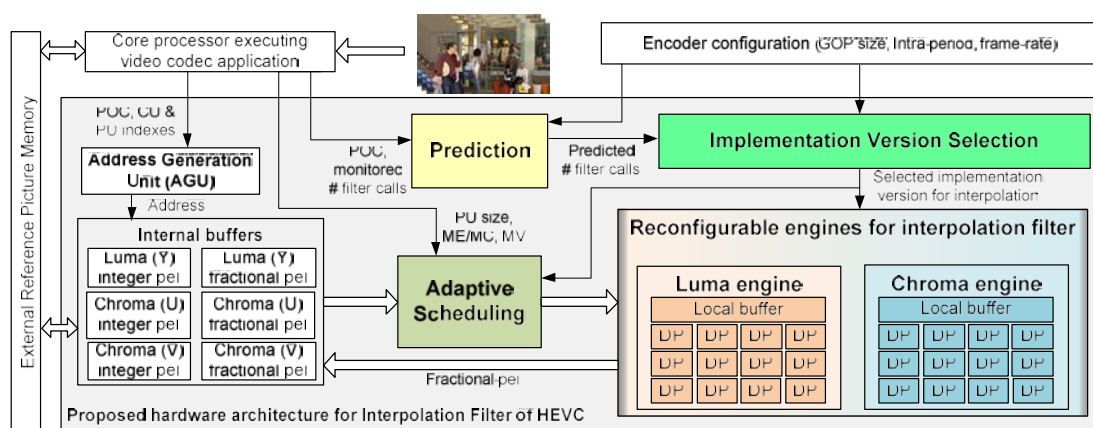 External Reference Picture Memory
Core processor executing
video codec application
Encoder configuration (GOP size, Intra-period, frame-rate)
POC, CU &
PU indexes
Address Generation
Unit (AGU)
Address
POC,
monitored
# filter calls
Prediction
Predicted
# filter calls
Implementation Version Selection
Selected implementation
version for interpolation
Internal buffers
Luma (Y)
integer pel
Luma (Y)
fractional pel
Chroma (U)
integer pel
Chroma (U)
fractional pel
Chroma (V)
integer pel
Chroma (V)
fractional pel
PU size,
ME/MC, MV
Adaptive
Scheduling
Fractional-pel
Reconfigurable engines for interpolation filter
Luma engine
Local buffer
DP DP DP DP
DP DP DP DP
DP DP DP DP
Chroma engine
Local buffer
DP DP DP DP
DP DP DP DP
DP DP DP DP
Proposed hardware architecture for Interpolation Filter of HEVC